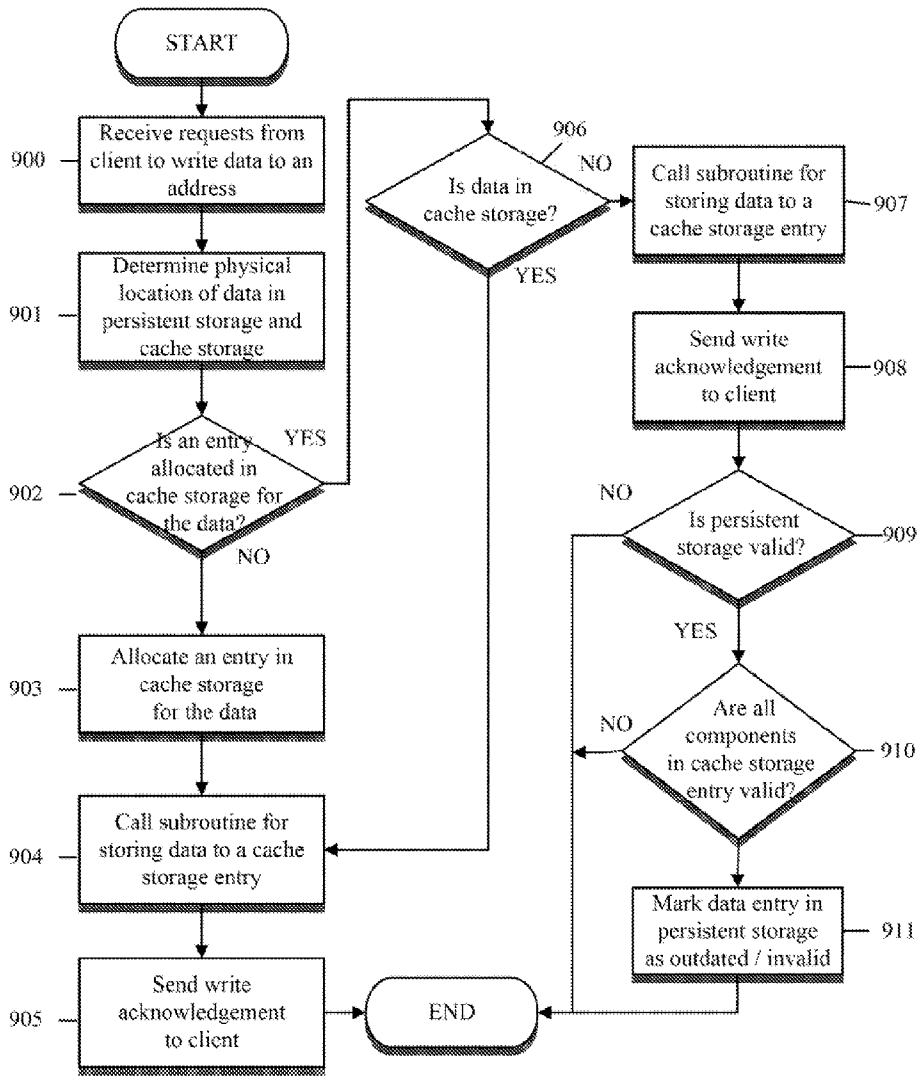 START
900
Receive requests from
client to write data to an
address
901
Determine physical
location of data in
persistent storage and
cache storage
902
Is an entry
allocated in
cache storage for
the data?
YES
NO
903
Allocate an entry in
cache storage
for the data
904
Call subroutine for
storing data to a cache
storage entry
905
Send write
acknowledgement
to client
END
906
Is data in
cache storage?
NO
YES
Call subroutine for
storing data to a
cache storage entry
907
Send write
acknowledgement
to client
908
NO
Is persistent
storage valid?
909
YES
NO
Are all
components
in cache storage
entry valid?
910
Mark data entry in
persistent storage
as outdated / invalid
911